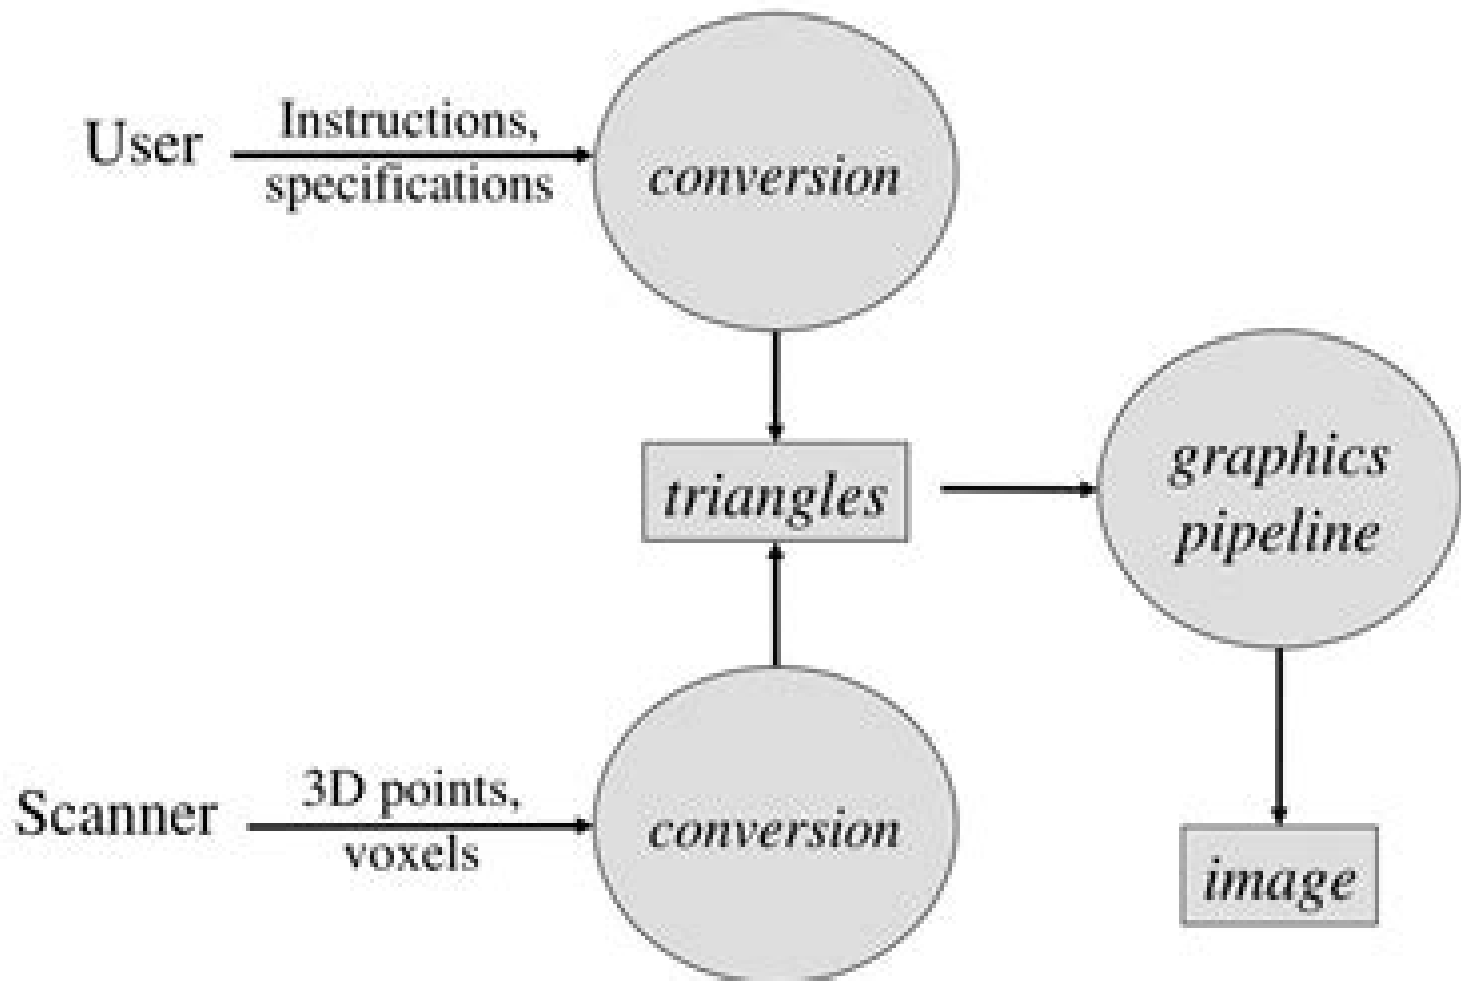 User
Instructions,
specifications
conversion
triangles
graphics
pipeline
Scanner
3D points,
voxels
conversion
image